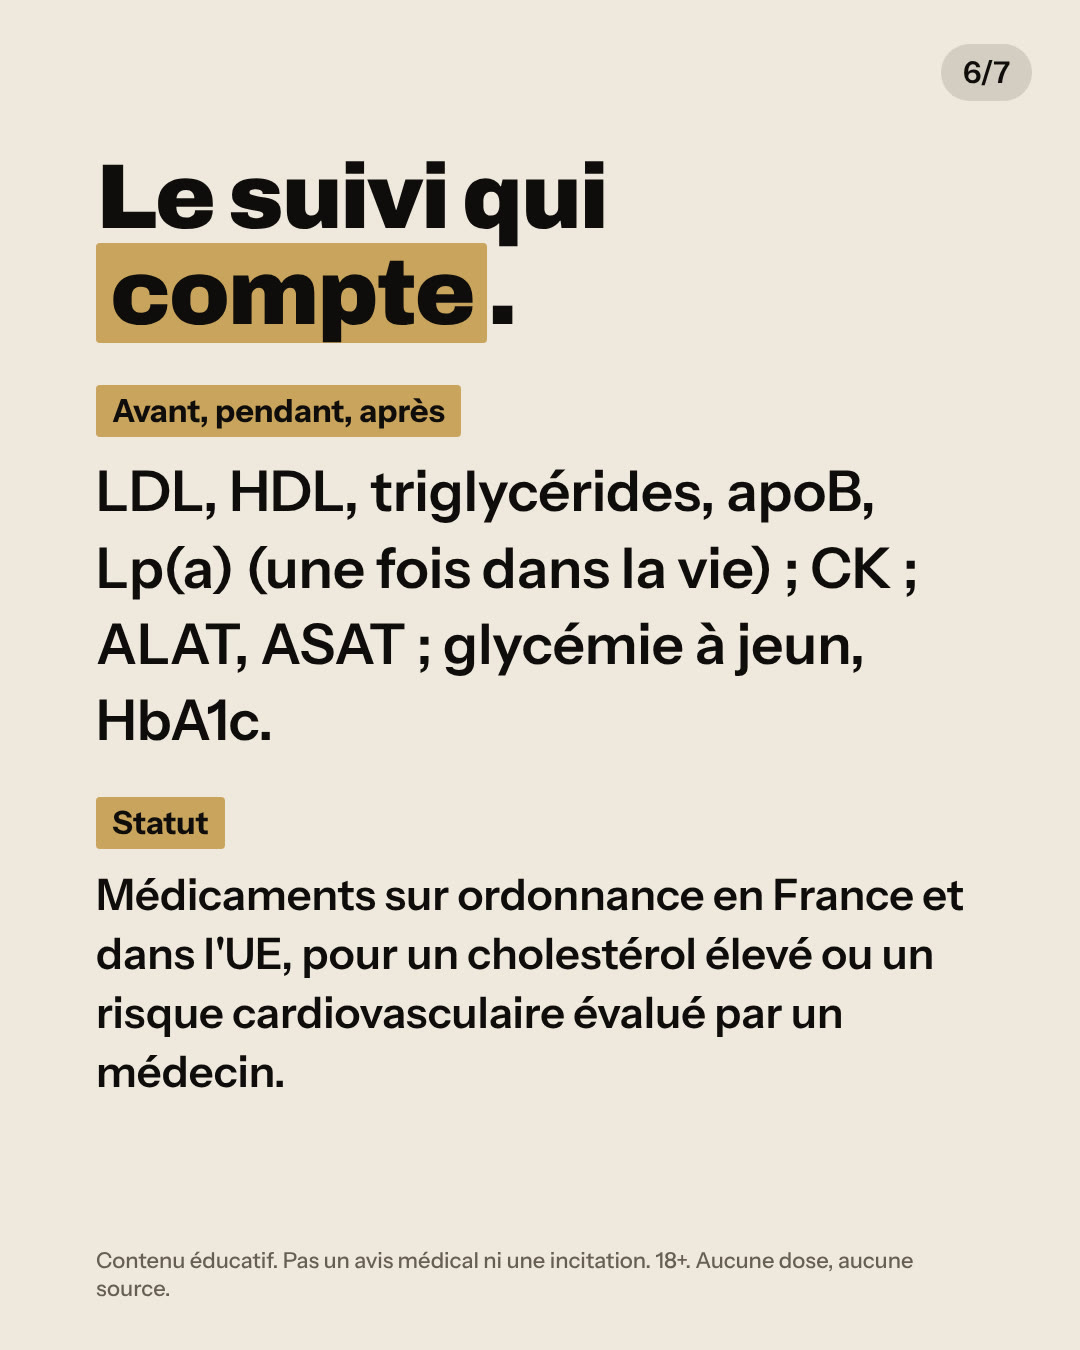 6/7
Le suivi qui
compte.
Avant, pendant, après
LDL, HDL, triglycérides, apoB,
Lp(a) (une fois dans la vie) ; CK ;
ALAT, ASAT ; glycémie à jeun,
HbA1c.
Statut
Médicaments sur ordonnance en France et
dans l'UE, pour un cholestérol élevé ou un
risque cardiovasculaire évalué par un
médecin.
Contenu éducatif. Pas un avis médical ni une incitation. 18+. Aucune dose, aucune
source.